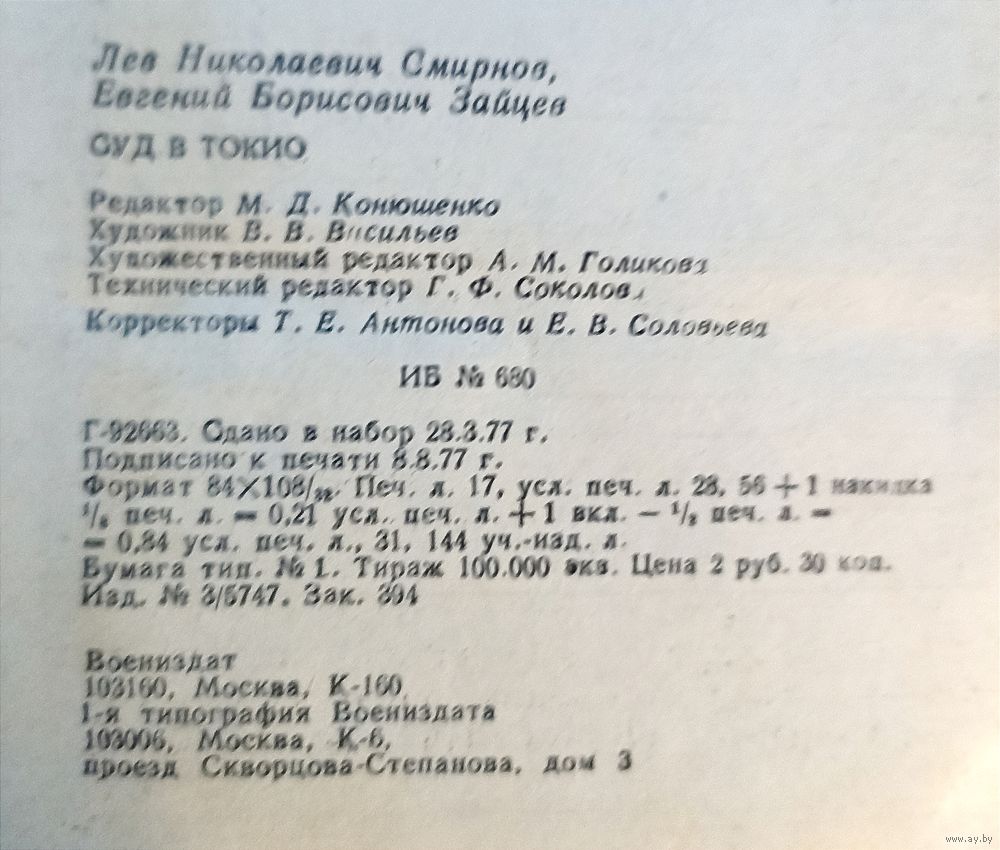 Лев Николаевич Смирнов,
Евгений Борисович Зайцев
СУД В ТОКИО
Редактор М. Д. Конюшенко
Художник В. В. Васильев
Художественный редактор А. М. Голикова
Технический редактор Г. Ф. Соколова
Корректоры Т. Е. Антонова и Е. В. Соловьева
ИБ № 680
Г-92663. Сдано в набор 28.3.77 г.
Подписано к печати 8.8.77 г.
Формат 84×108/32. Печ. л. 17, усл. печ. л. 28, 56 + 1 накидка
печ. л. = 0,21 усл. печ. л. + 1 вкл. — 1/2 печ. л. =
= 0,84 усл. печ. л., 31, 144 уч.-изд. л.
Бумага тип. № 1. Тираж 100.000 экз. Цена 2 руб. 30 коп.
Изд. № 3/5747. Зак. 394
Воениздат
103160, Москва, К-160
1-я типография Воениздата
103006, Москва, К-6,
проезд Скворцова-Степанова, дом 3
www.ay.by